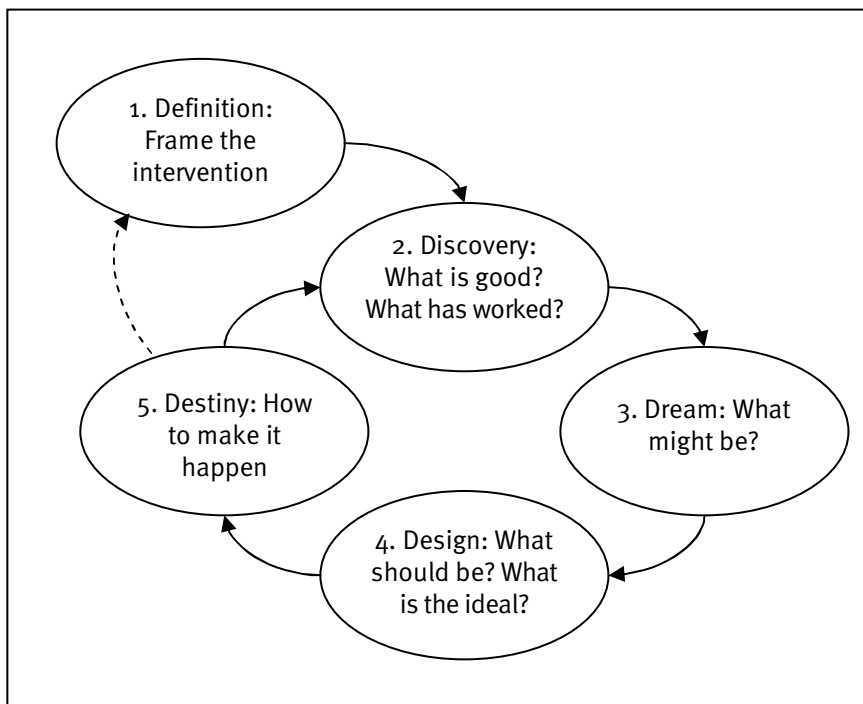 1. Definition:
Frame the
intervention
2. Discovery:
What is good?
What has worked?
3. Dream: What
might be?
4. Design: What
should be? What
is the ideal?
5. Destiny: How
to make it
happen